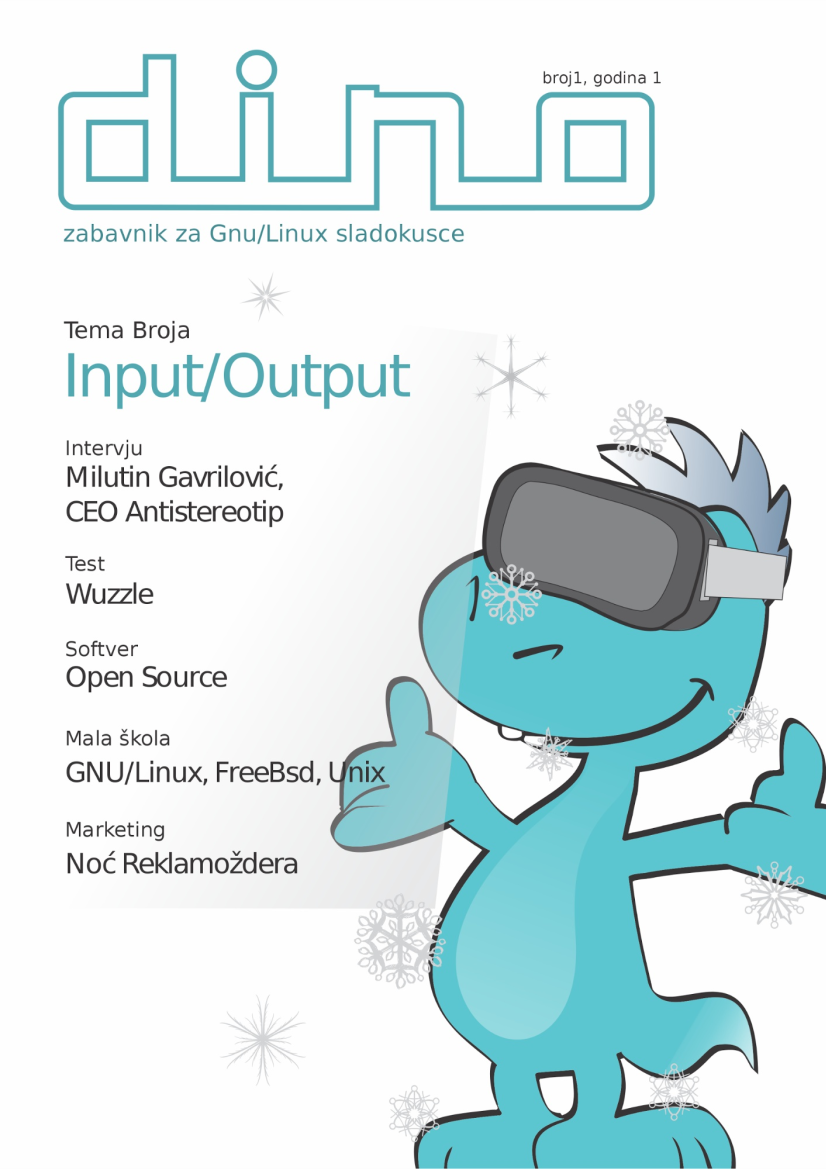 dino
broj1, godina 1
zabavnik za Gnu/Linux sladokusce
Tema Broja
Input/Output
Intervju
Milutin Gavrilović,
CEO Antistereotip
Test
Wuzzle
Softver
Open Source
Mala škola
GNU/Linux, FreeBsd, Unix
Marketing
Noć Reklamoždera